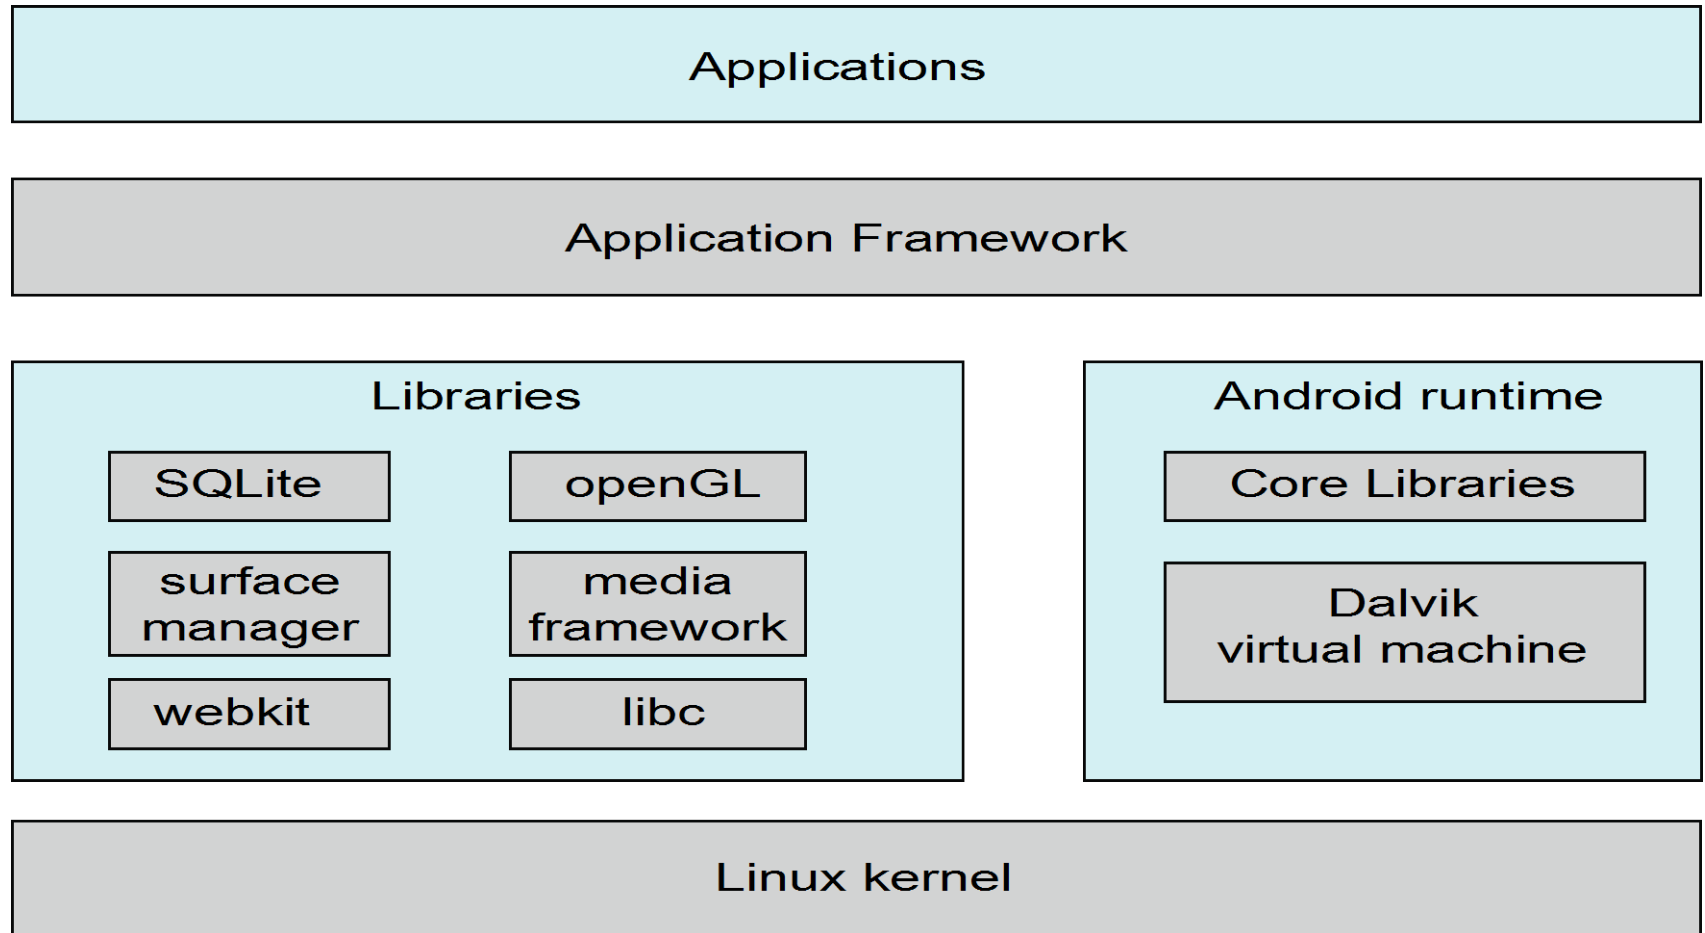 Applications
Application Framework
Libraries
SQLite
openGL
surface
manager
media
framework
webkit
libc
Android runtime
Core Libraries
Dalvik
virtual machine
Linux kernel